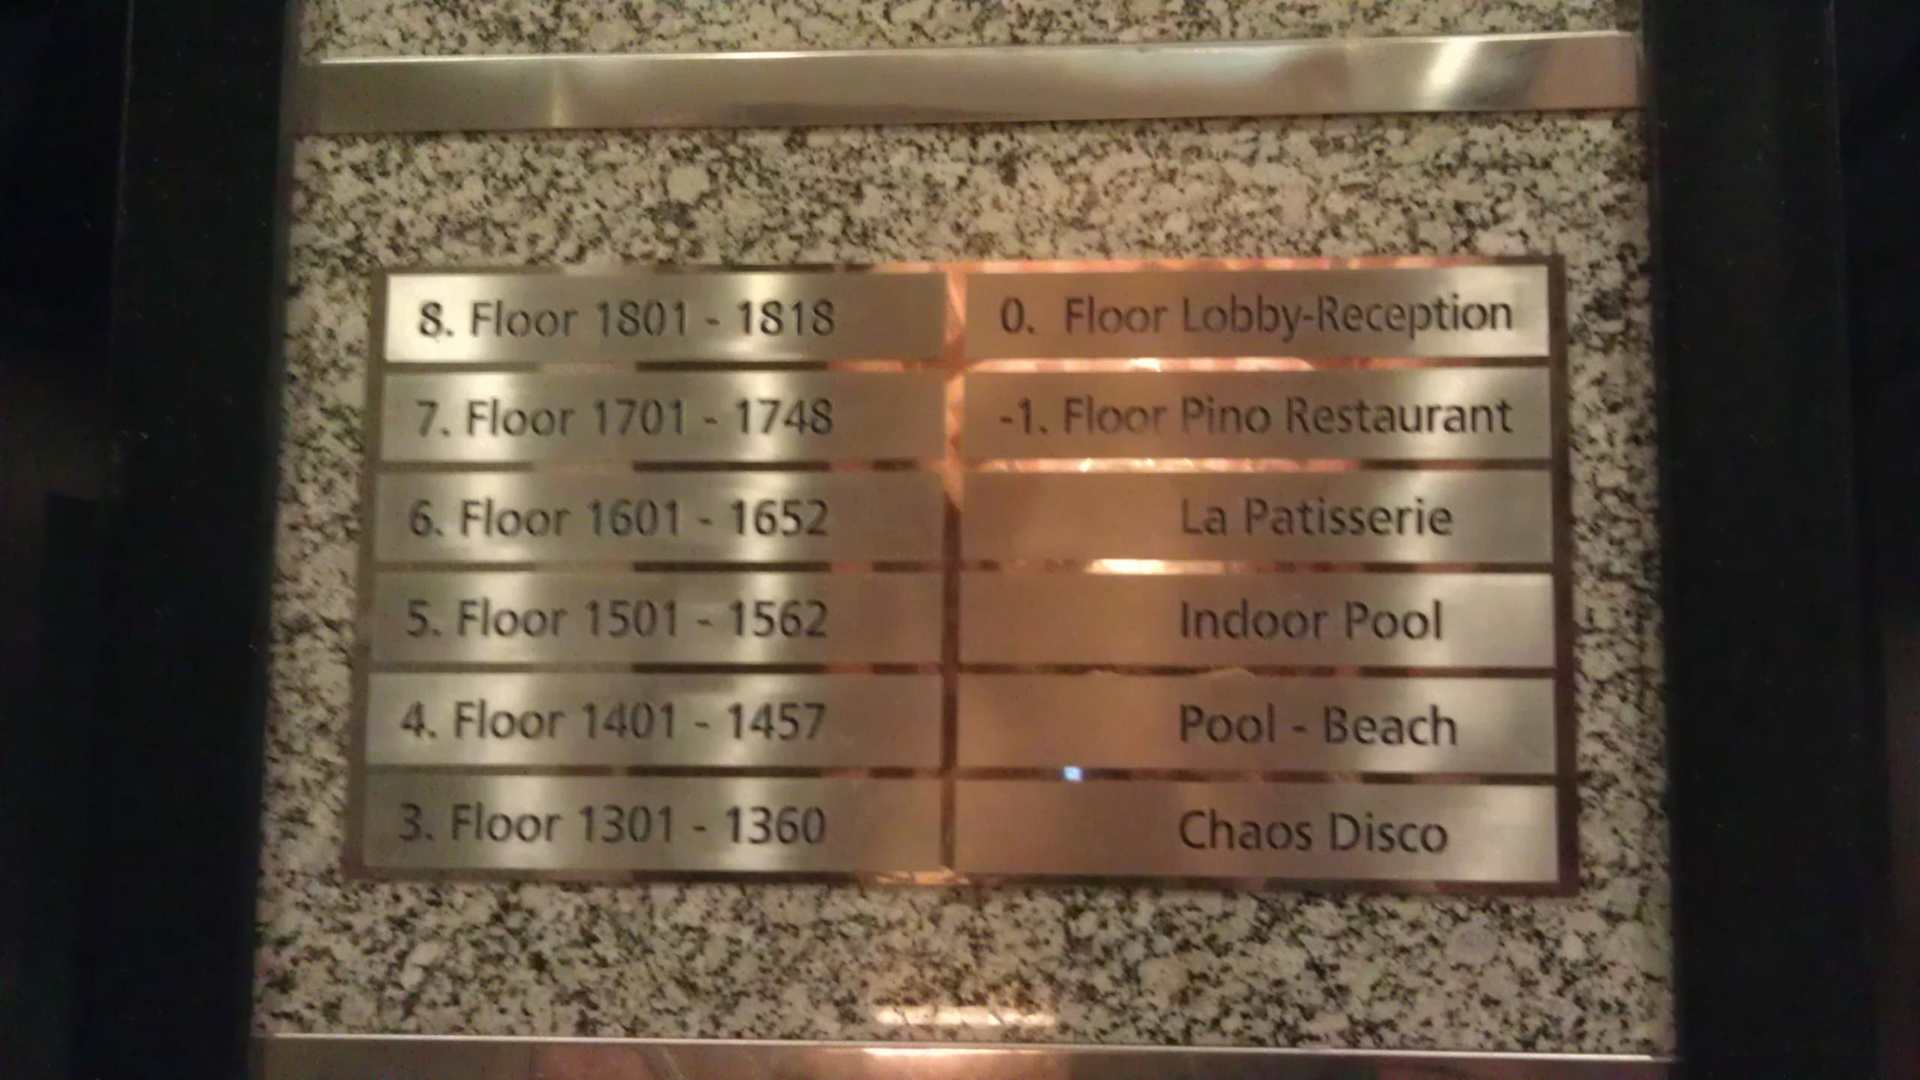 8. Floor 1801 - 1818
7. Floor 1701 - 1748
6. Floor 1601 - 1652
5. Floor 1501 - 1562
4. Floor 1401 - 1457
3. Floor 1301 - 1360
0. Floor Lobby-Reception
-1. Floor Pino Restaurant
La Patisserie
Indoor Pool
Pool - Beach
Chaos Disco